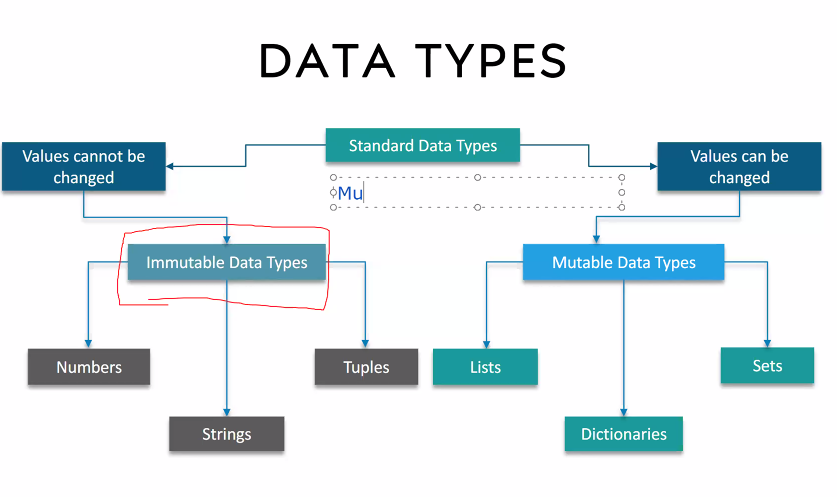 DATA TYPES
Standard Data Types
Values cannot be
changed
Values can be
changed
Mu
Immutable Data Types
Mutable Data Types
Numbers
Tuples
Lists
Sets
Strings
Dictionaries